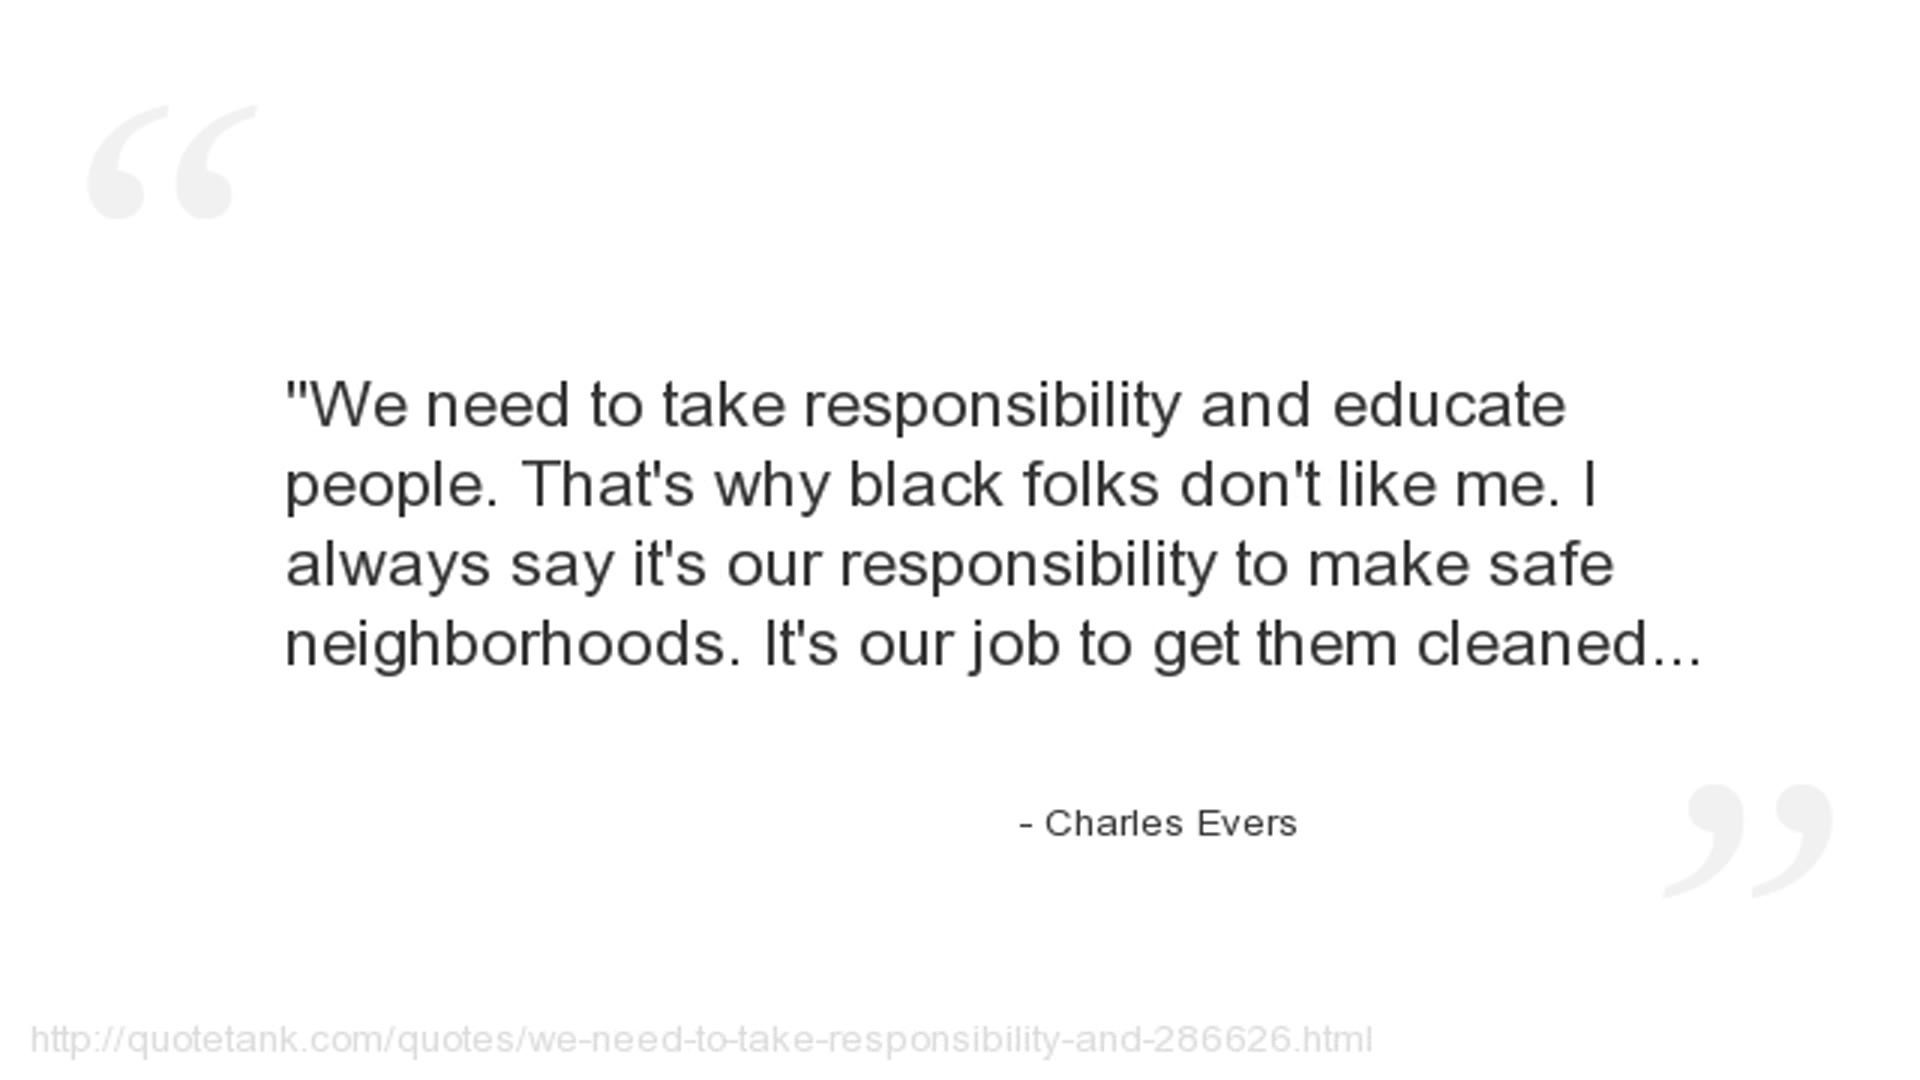 "We need to take responsibility and educate
people. That's why black folks don't like me. I
always say it's our responsibility to make safe
neighborhoods. It's our job to get them cleaned...
- Charles Evers
http://quotetank.com/quotes/we-need-to-take-responsibility-and-286626.html